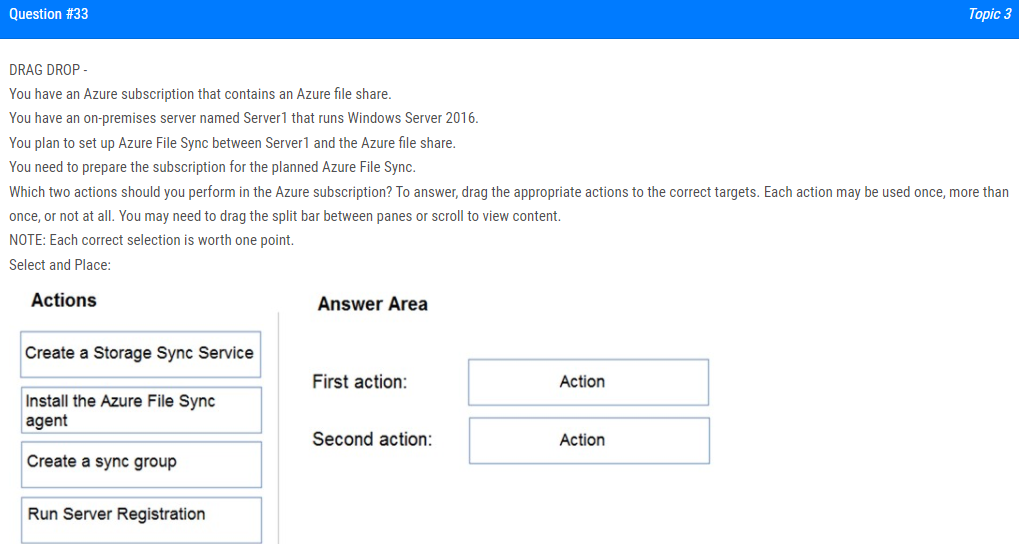 Question #33
Topic 3
DRAG DROP -
You have an Azure subscription that contains an Azure file share.
You have an on-premises server named Server1 that runs Windows Server 2016.
You plan to set up Azure File Sync between Server1 and the Azure file share.
You need to prepare the subscription for the planned Azure File Sync.
Which two actions should you perform in the Azure subscription? To answer, drag the appropriate actions to the correct targets. Each action may be used once, more than
once, or not at all. You may need to drag the split bar between panes or scroll to view content.
NOTE: Each correct selection is worth one point.
Select and Place:
Actions
Create a Storage Sync Service
Install the Azure File Sync
agent
Create a sync group
Run Server Registration
Answer Area
First action:
Action
Second action:
Action